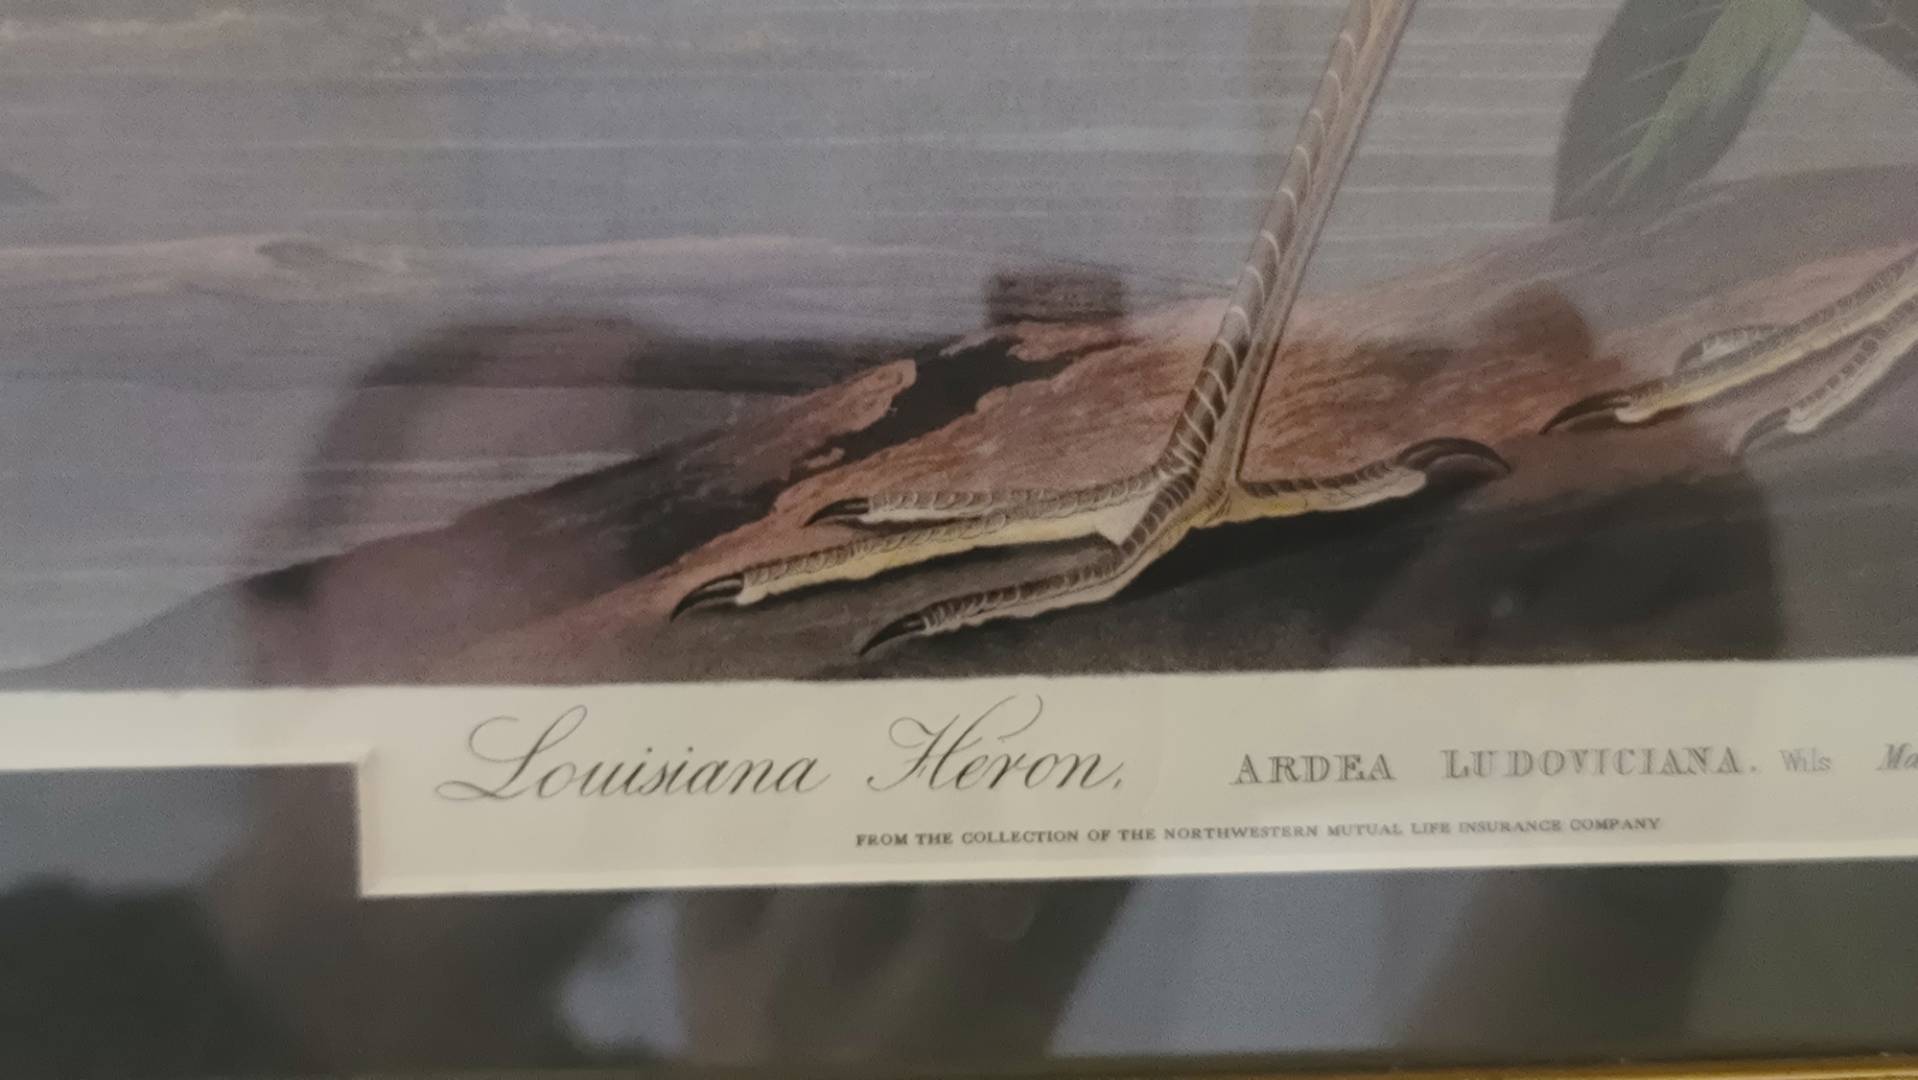 Louisiana Heron, ARDEA LUDOVICIANA. Wils
FROM THE COLLECTION OF THE NORTHWESTERN MUTUAL LIFE INSURANCE COMPANY